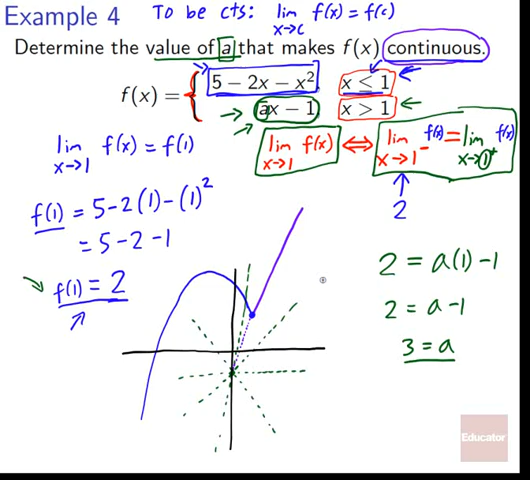 Example 4 To be cts: lim f(x) = f(c)
x→c
Determine the value of a that makes f(x) continuous.
f(x) = { 5 − 2x − x² x ≤ 1
ax − 1 x > 1
lim f(x) = f(1)
x→1
lim f(x) ⇔ lim f(x) = lim f(x)
x→1 x→1⁻ x→1⁺
2
f(1) = 5-2(1)-(1)²
= 5-2-1
f(1) = 2
2 = a(1)-1
2 = a-1
3 = a
Educator